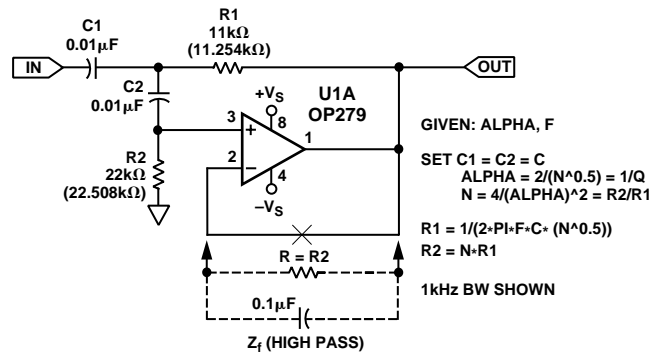 R1
11kΩ
(11.254kΩ)
C1
0.01µF
IN
OUT
C2
0.01µF
+VS
U1A
OP279
3
8
1
2
4
−VS
R2
22kΩ
(22.508kΩ)
GIVEN: ALPHA, F
SET C1 = C2 = C
ALPHA = 2/(N^0.5) = 1/Q
N = 4/(ALPHA)^2 = R2/R1
R1 = 1/(2*PI*F*C* (N^0.5))
R2 = N*R1
1kHz BW SHOWN
R = R2
0.1µF
Zf (HIGH PASS)